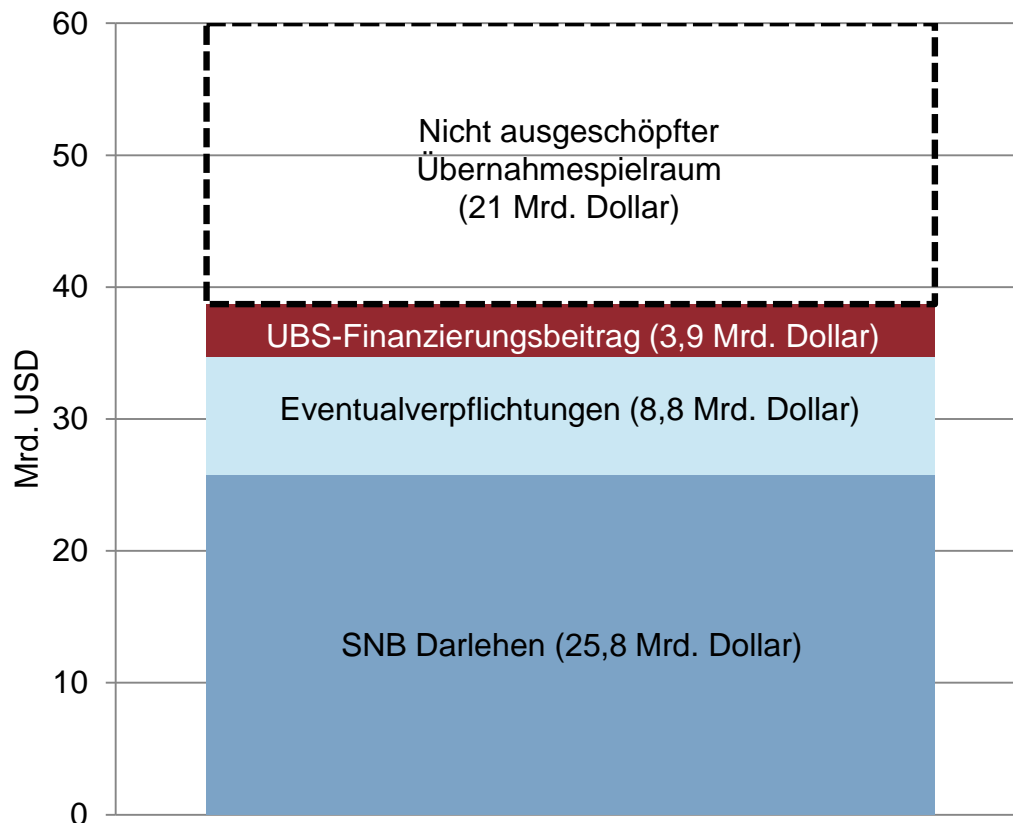 60
50
40
30
20
10
0
Mrd. USD
Nicht ausgeschöpfter
Übernahmespielraum
(21 Mrd. Dollar)
UBS-Finanzierungsbeitrag (3,9 Mrd. Dollar)
Eventualverpflichtungen (8,8 Mrd. Dollar)
SNB Darlehen (25,8 Mrd. Dollar)